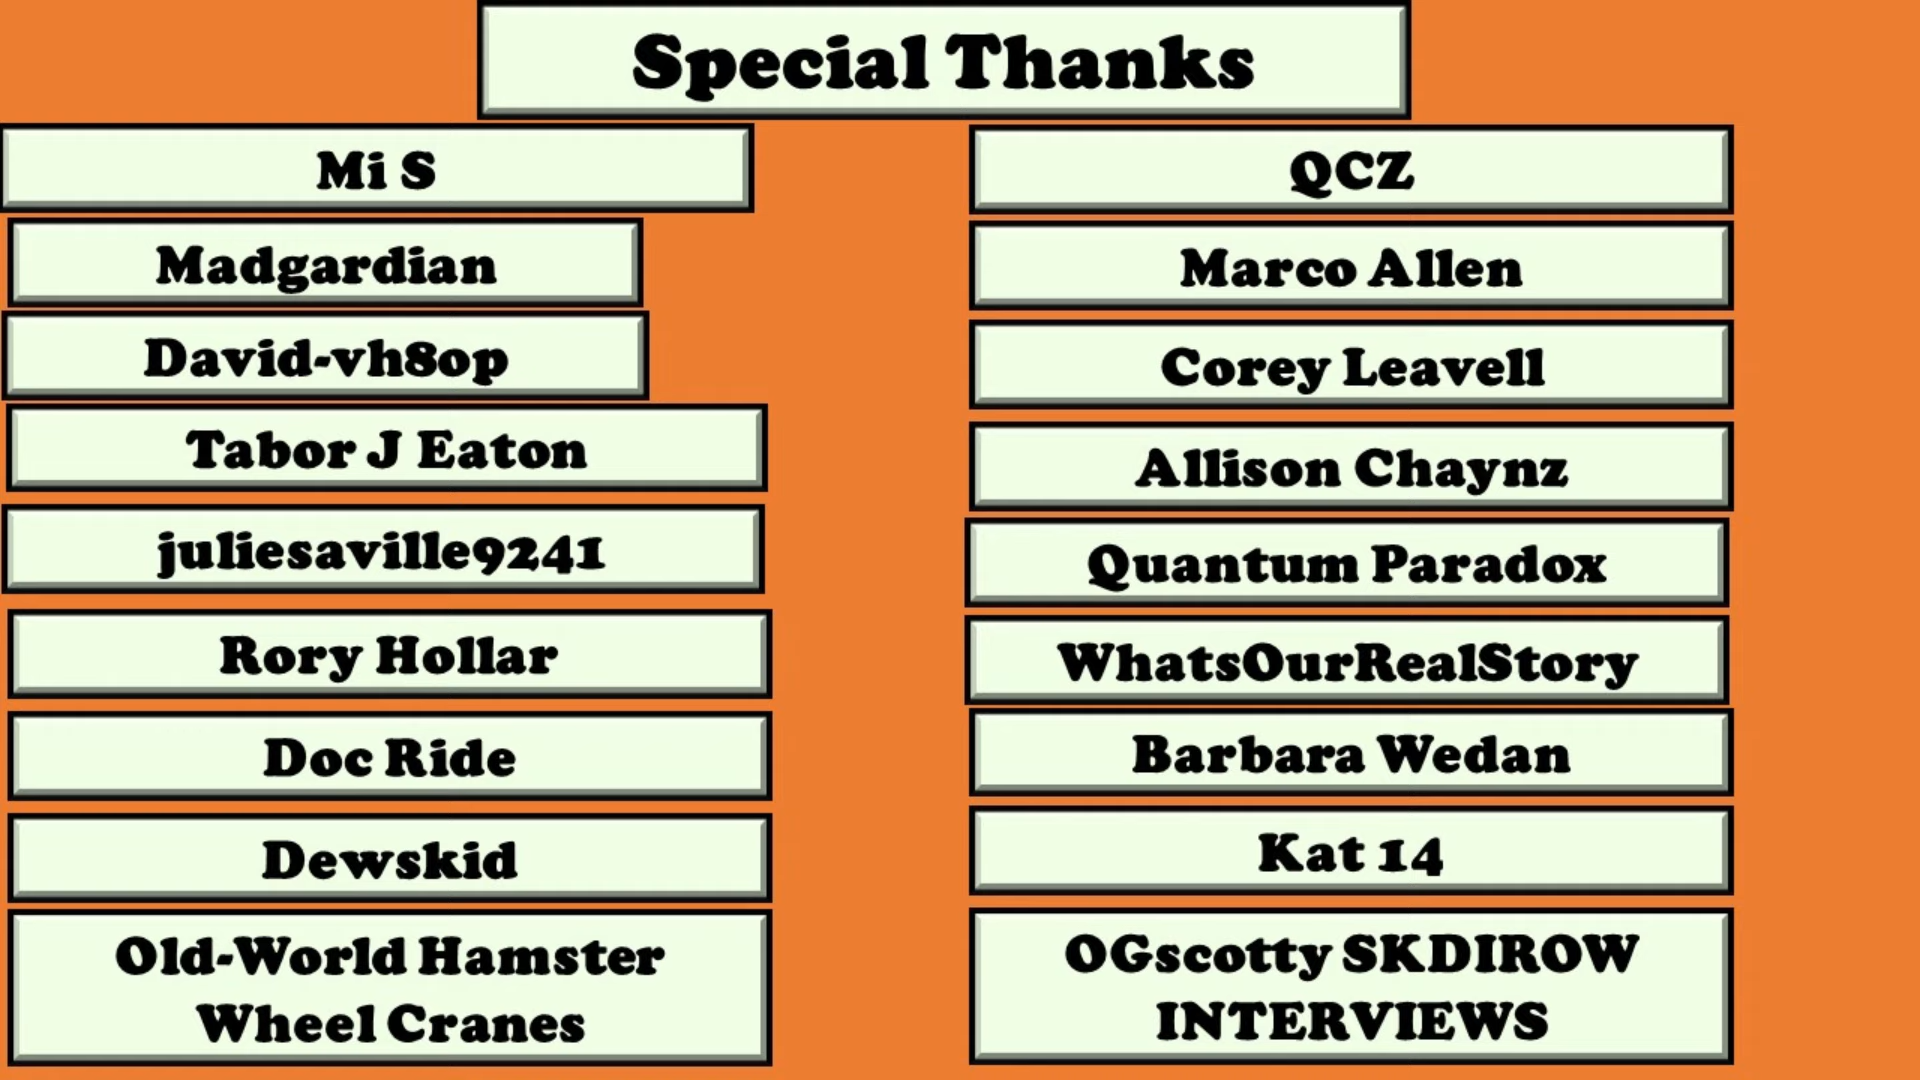 Special Thanks
Mi S
Madgardian
David-vh8op
Tabor J Eaton
juliesaville9241
Rory Hollar
Doc Ride
Dewskid
Old-World Hamster
Wheel Cranes
QCZ
Marco Allen
Corey Leavell
Allison Chaynz
Quantum Paradox
WhatsOurRealStory
Barbara Wedan
Kat 14
OGscotty SKDIROW
INTERVIEWS